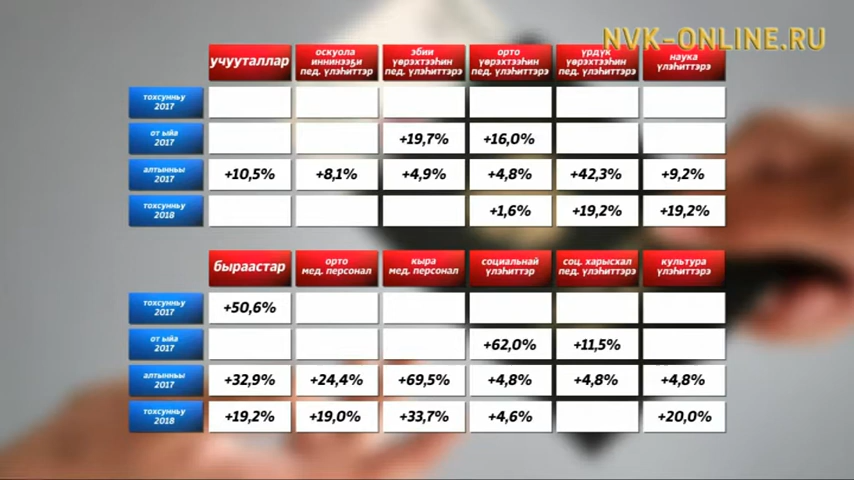 NVK-ONLINE.RU
учууталлар
оскуола
иннинээҕи
пед. үлэһиттэр
эбии
үөрэхтээһин
пед. үлэһиттэрэ
орто
үөрэхтээһин
пед. үлэһиттэрэ
үрдүк
үөрэхтээһин
пед. үлэһиттэрэ
наука
үлэһиттэрэ
тохсунньу
2017
от ыйа
2017
+19,7% +16,0%
алтынньы
2017
+10,5% +8,1% +4,9% +4,8% +42,3% +9,2%
тохсунньу
2018
+1,6% +19,2% +19,2%
быраастар
орто
мед. персонал
кыра
мед. персонал
социальнай
үлэһиттэр
соц. харысхал
пед. үлэһиттэрэ
культура
үлэһиттэрэ
тохсунньу
2017
+50,6%
от ыйа
2017
+62,0% +11,5%
алтынньы
2017
+32,9% +24,4% +69,5% +4,8% +4,8% +4,8%
тохсунньу
2018
+19,2% +19,0% +33,7% +4,6% +20,0%